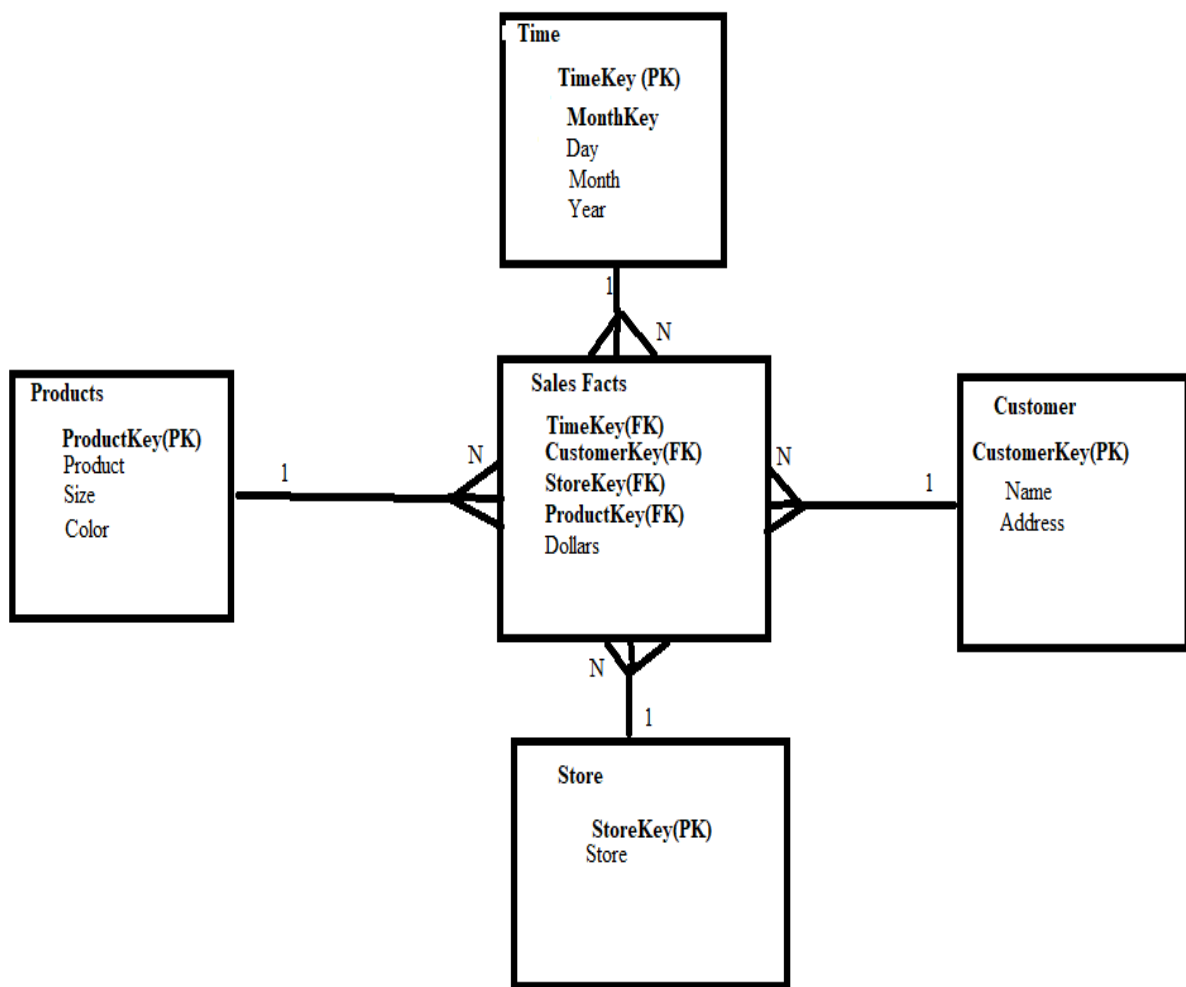 Time
TimeKey (PK)
MonthKey
Day
Month
Year
1
N
Products
ProductKey(PK)
Product
Size
Color
1
N
Sales Facts
TimeKey(FK)
CustomerKey(FK)
StoreKey(FK)
ProductKey(FK)
Dollars
N
1
Customer
CustomerKey(PK)
Name
Address
N
1
Store
StoreKey(PK)
Store